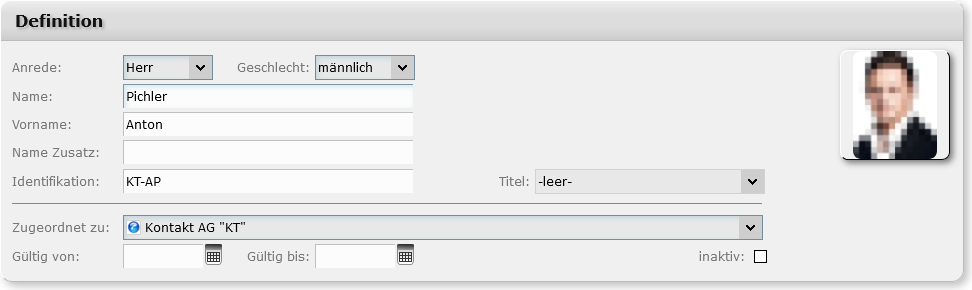 Definition
Anrede: Herr Geschlecht: männlich
Name: Pichler
Vorname: Anton
Name Zusatz:
Identifikation: KT-AP Titel: -leer-
Zugeordnet zu: Kontakt AG "KT"
Gültig von: Gültig bis: inaktiv: